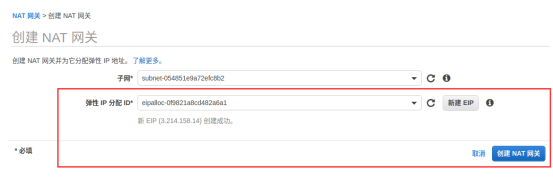 NAT 网关 > 创建 NAT 网关
创建 NAT 网关
创建 NAT 网关并为它分配弹性 IP 地址。了解更多。
子网* subnet-054851e9a72efc8b2
弹性 IP 分配 ID* eipalloc-0f9821a8cd482a6a1 新建 EIP
新 EIP (3.214.158.14) 创建成功。
* 必填 取消 创建 NAT 网关